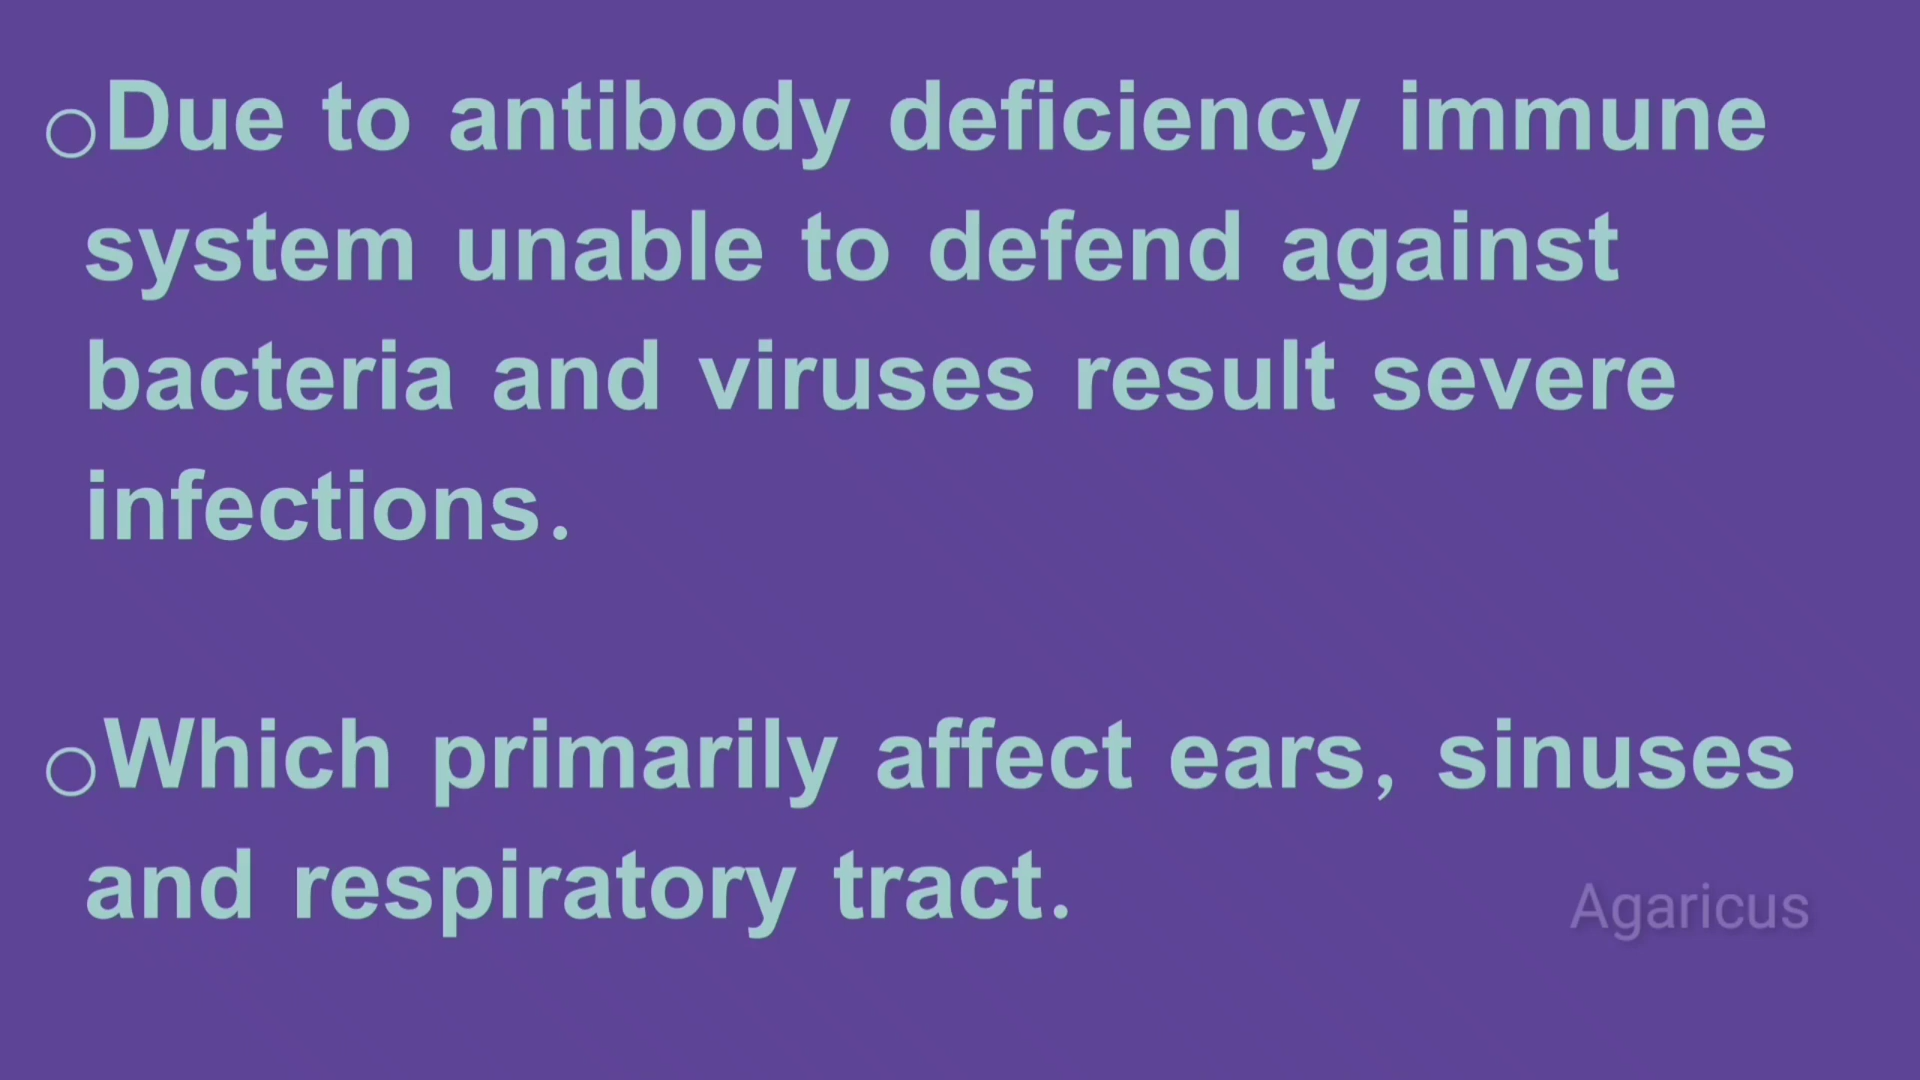 ○Due to antibody deficiency immune
system unable to defend against
bacteria and viruses result severe
infections.
○Which primarily affect ears, sinuses
and respiratory tract.
Agaricus